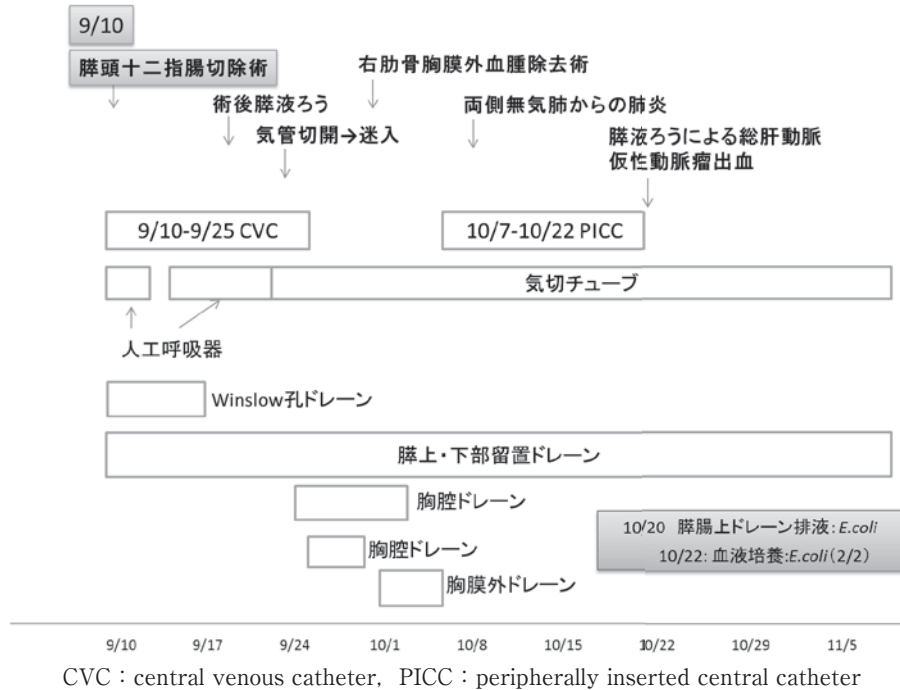 9/10
膵頭十二指腸切除術
右肋骨胸膜外血腫除去術
術後膵液ろう
両側無気肺からの肺炎
気管切開→迷入
膵液ろうによる総肝動脈
仮性動脈瘤出血
9/10-9/25 CVC
10/7-10/22 PICC
気切チューブ
人工呼吸器
Winslow孔ドレーン
膵上・下部留置ドレーン
胸腔ドレーン
10/20 膵腸上ドレーン排液:E.coli
10/22: 血液培養:E.coli(2/2)
胸腔ドレーン
胸膜外ドレーン
9/10 9/17 9/24 10/1 10/8 10/15 10/22 10/29 11/5
CVC：central venous catheter, PICC：peripherally inserted central catheter